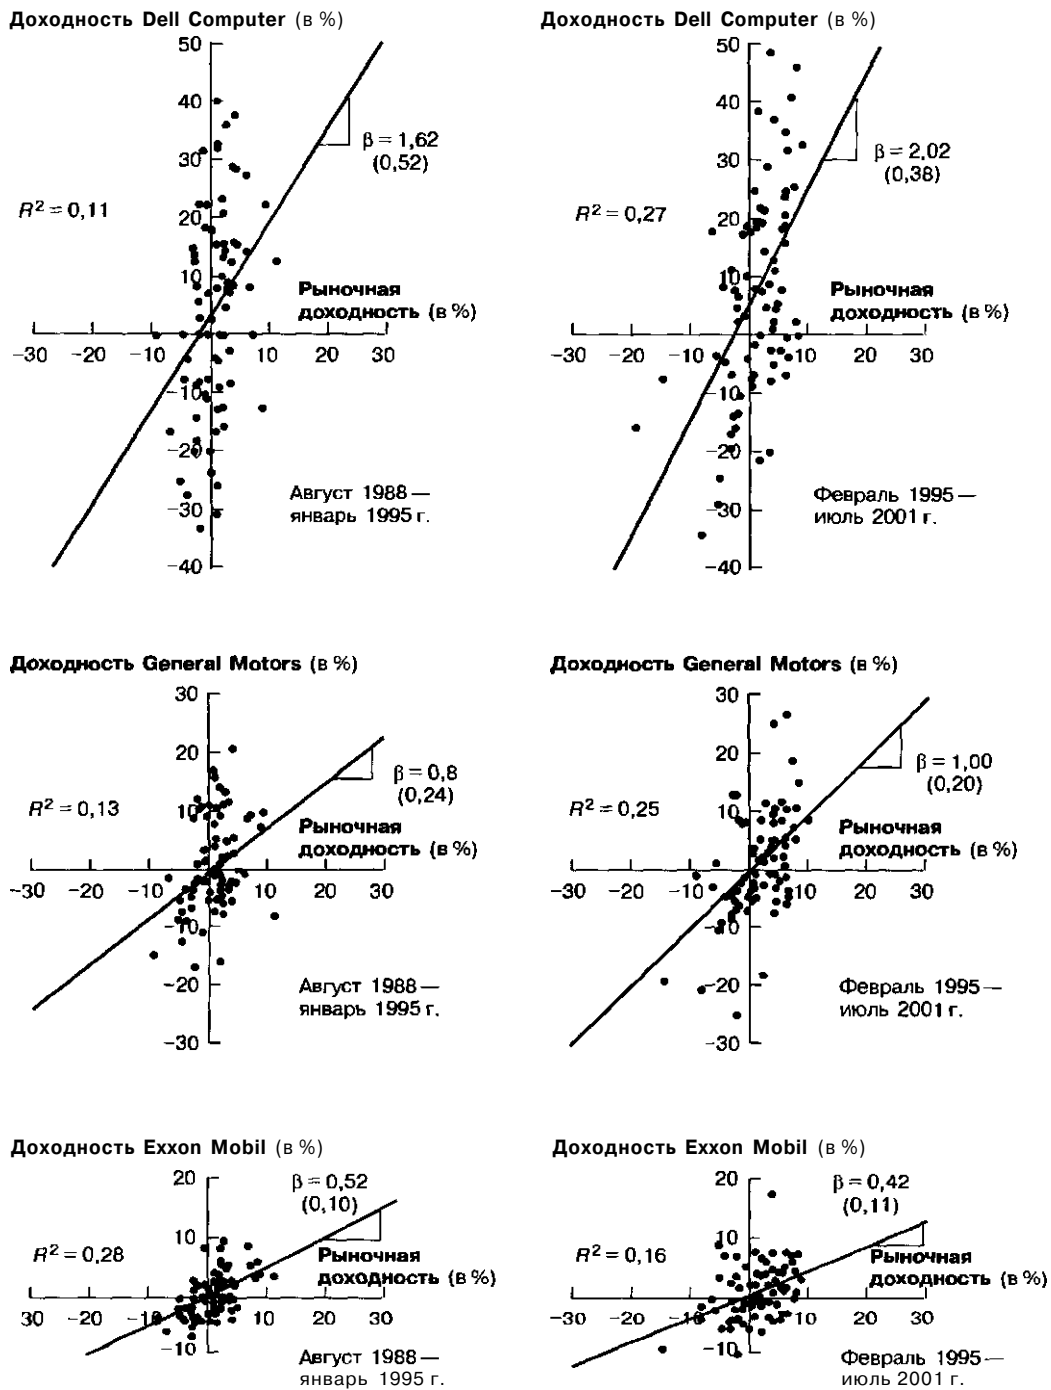 Доходность Dell Computer (в %)
50
40
30
20
10
−10
−20
−30
−40
−30 −20 −10 0 10 20 30
β = 1,62
(0,52)
R² = 0,11
Рыночная
доходность (в %)
Август 1988 —
январь 1995 г.
Доходность Dell Computer (в %)
50
40
30
20
10
−10
−20
−30
−40
−30 −20 −10 0 10 20 30
β = 2,02
(0,38)
R² = 0,27
Рыночная
доходность (в %)
Февраль 1995 —
июль 2001 г.
Доходность General Motors (в %)
30
20
10
−10
−20
−30
−30 −20 −10 0 10 20 30
β = 0,8
(0,24)
R² = 0,13
Рыночная
доходность (в %)
Август 1988 —
январь 1995 г.
Доходность General Motors (в %)
30
20
10
−10
−20
−30
−30 −20 −10 0 10 20 30
β = 1,00
(0,20)
R² = 0,25
Рыночная
доходность (в %)
Февраль 1995 —
июль 2001 г.
Доходность Exxon Mobil (в %)
20
10
−10
30 −20 −10 0 10 20 30
β = 0,52
(0,10)
R² = 0,28
Рыночная
доходность (в %)
Август 1988 —
январь 1995 г.
Доходность Exxon Mobil (в %)
20
10
−10
−30 −20 −10 0 10 20 30
β = 0,42
(0,11)
R² = 0,16
Рыночная
доходность (в %)
Февраль 1995 —
июль 2001 г.